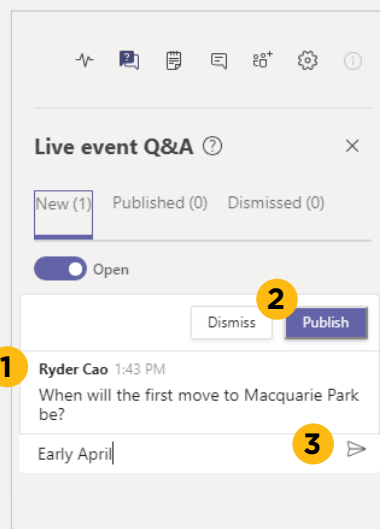 Live event Q&A ?
New (1) Published (0) Dismissed (0)
Open
2
Dismiss Publish
1
Ryder Cao 1:43 PM
When will the first move to Macquarie Park
be?
3
Early April